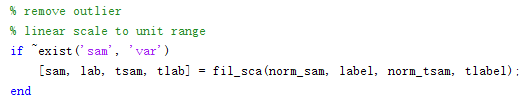 % remove outlier
% linear scale to unit range
if ~exist('sam', 'var')
    [sam, lab, tsam, tlab] = fil_sca(norm_sam, label, norm_tsam, tlabel);
end